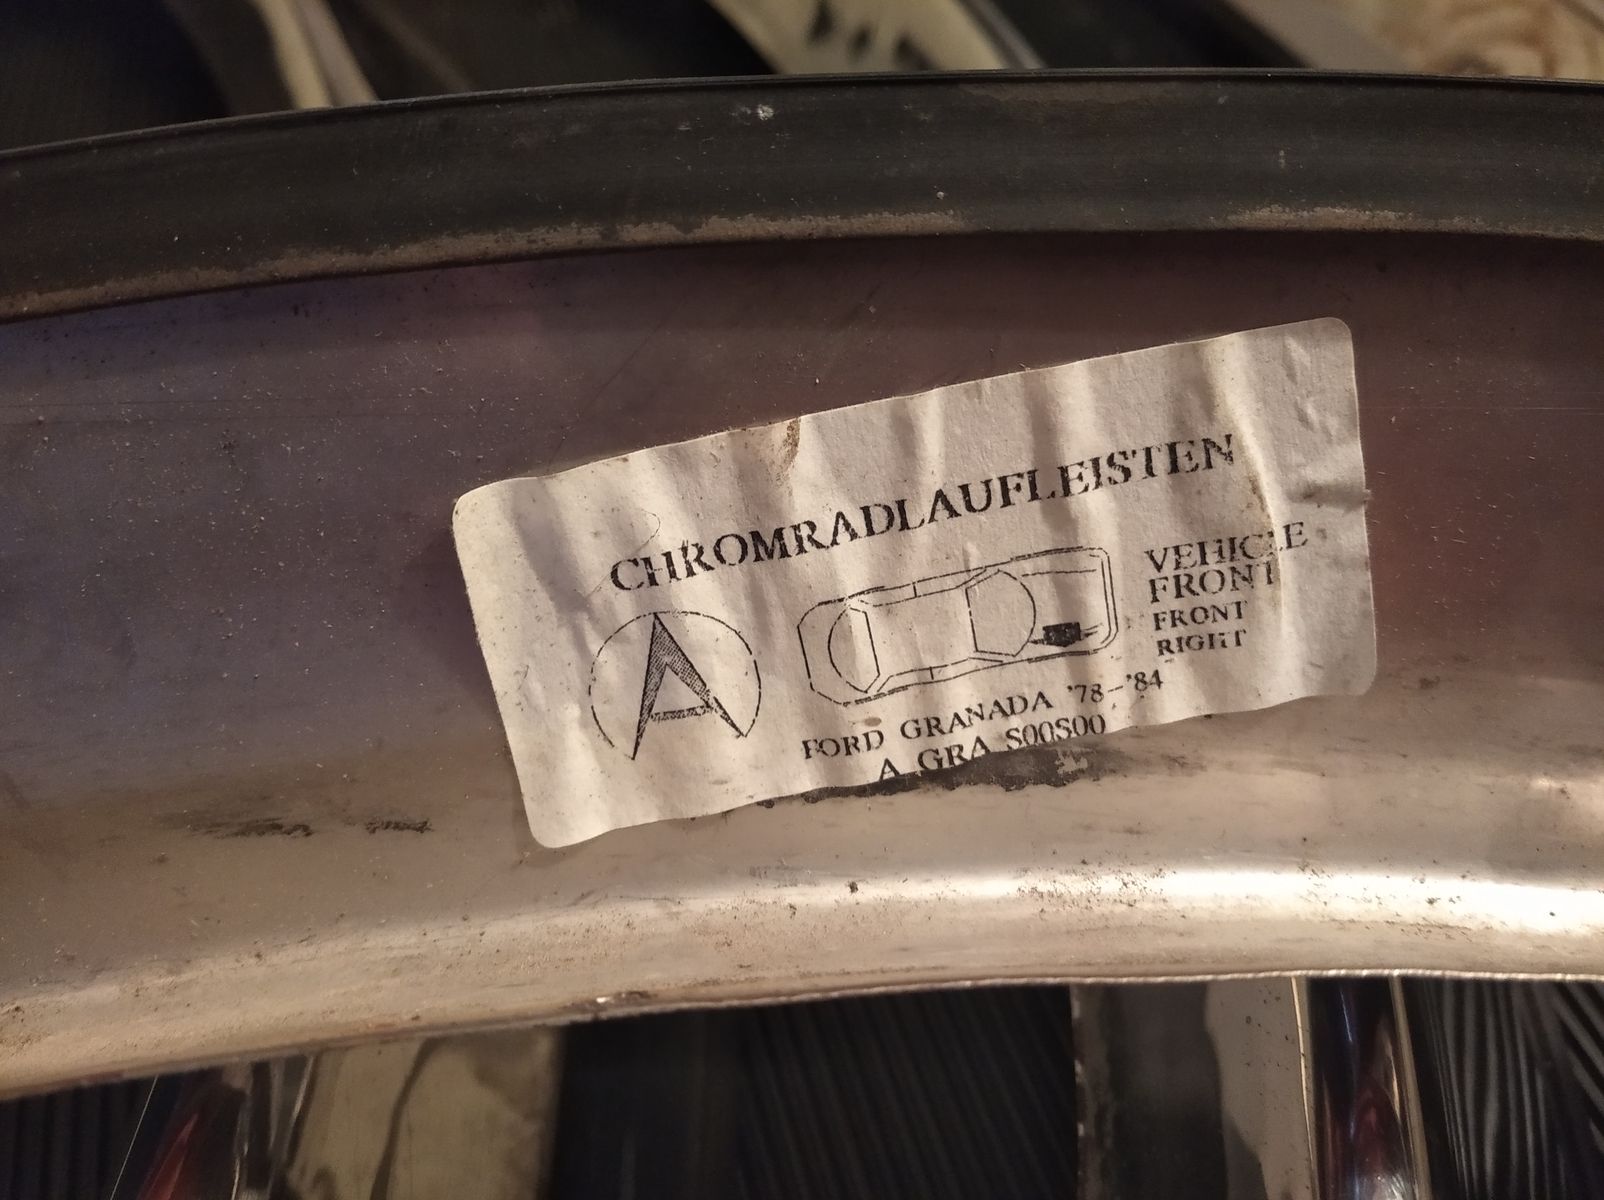 CHROMRADLAUFLEISTEN
A
VEHICLE
FRONT
FRONT
RIGHT
FORD GRANADA '78-'84
A GRA S00S00